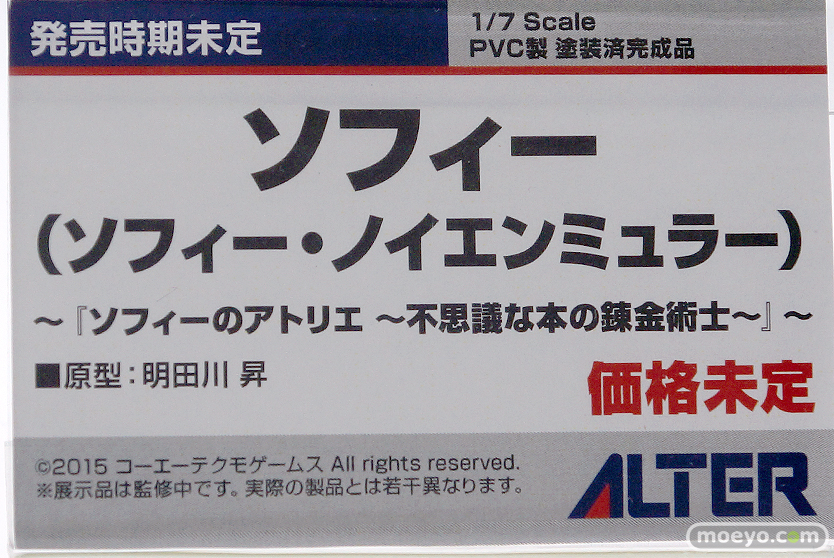 発売時期未定
1/7 Scale
PVC製 塗装済完成品
ソフィー
（ソフィー・ノイエンミュラー）
～『ソフィーのアトリエ ～不思議な本の錬金術士～』～
■原型：明田川 昇
価格未定
©2015 コーエーテクモゲームス All rights reserved.
※展示品は監修中です。実際の製品とは若干異なります。
ALTER
moeyo.com